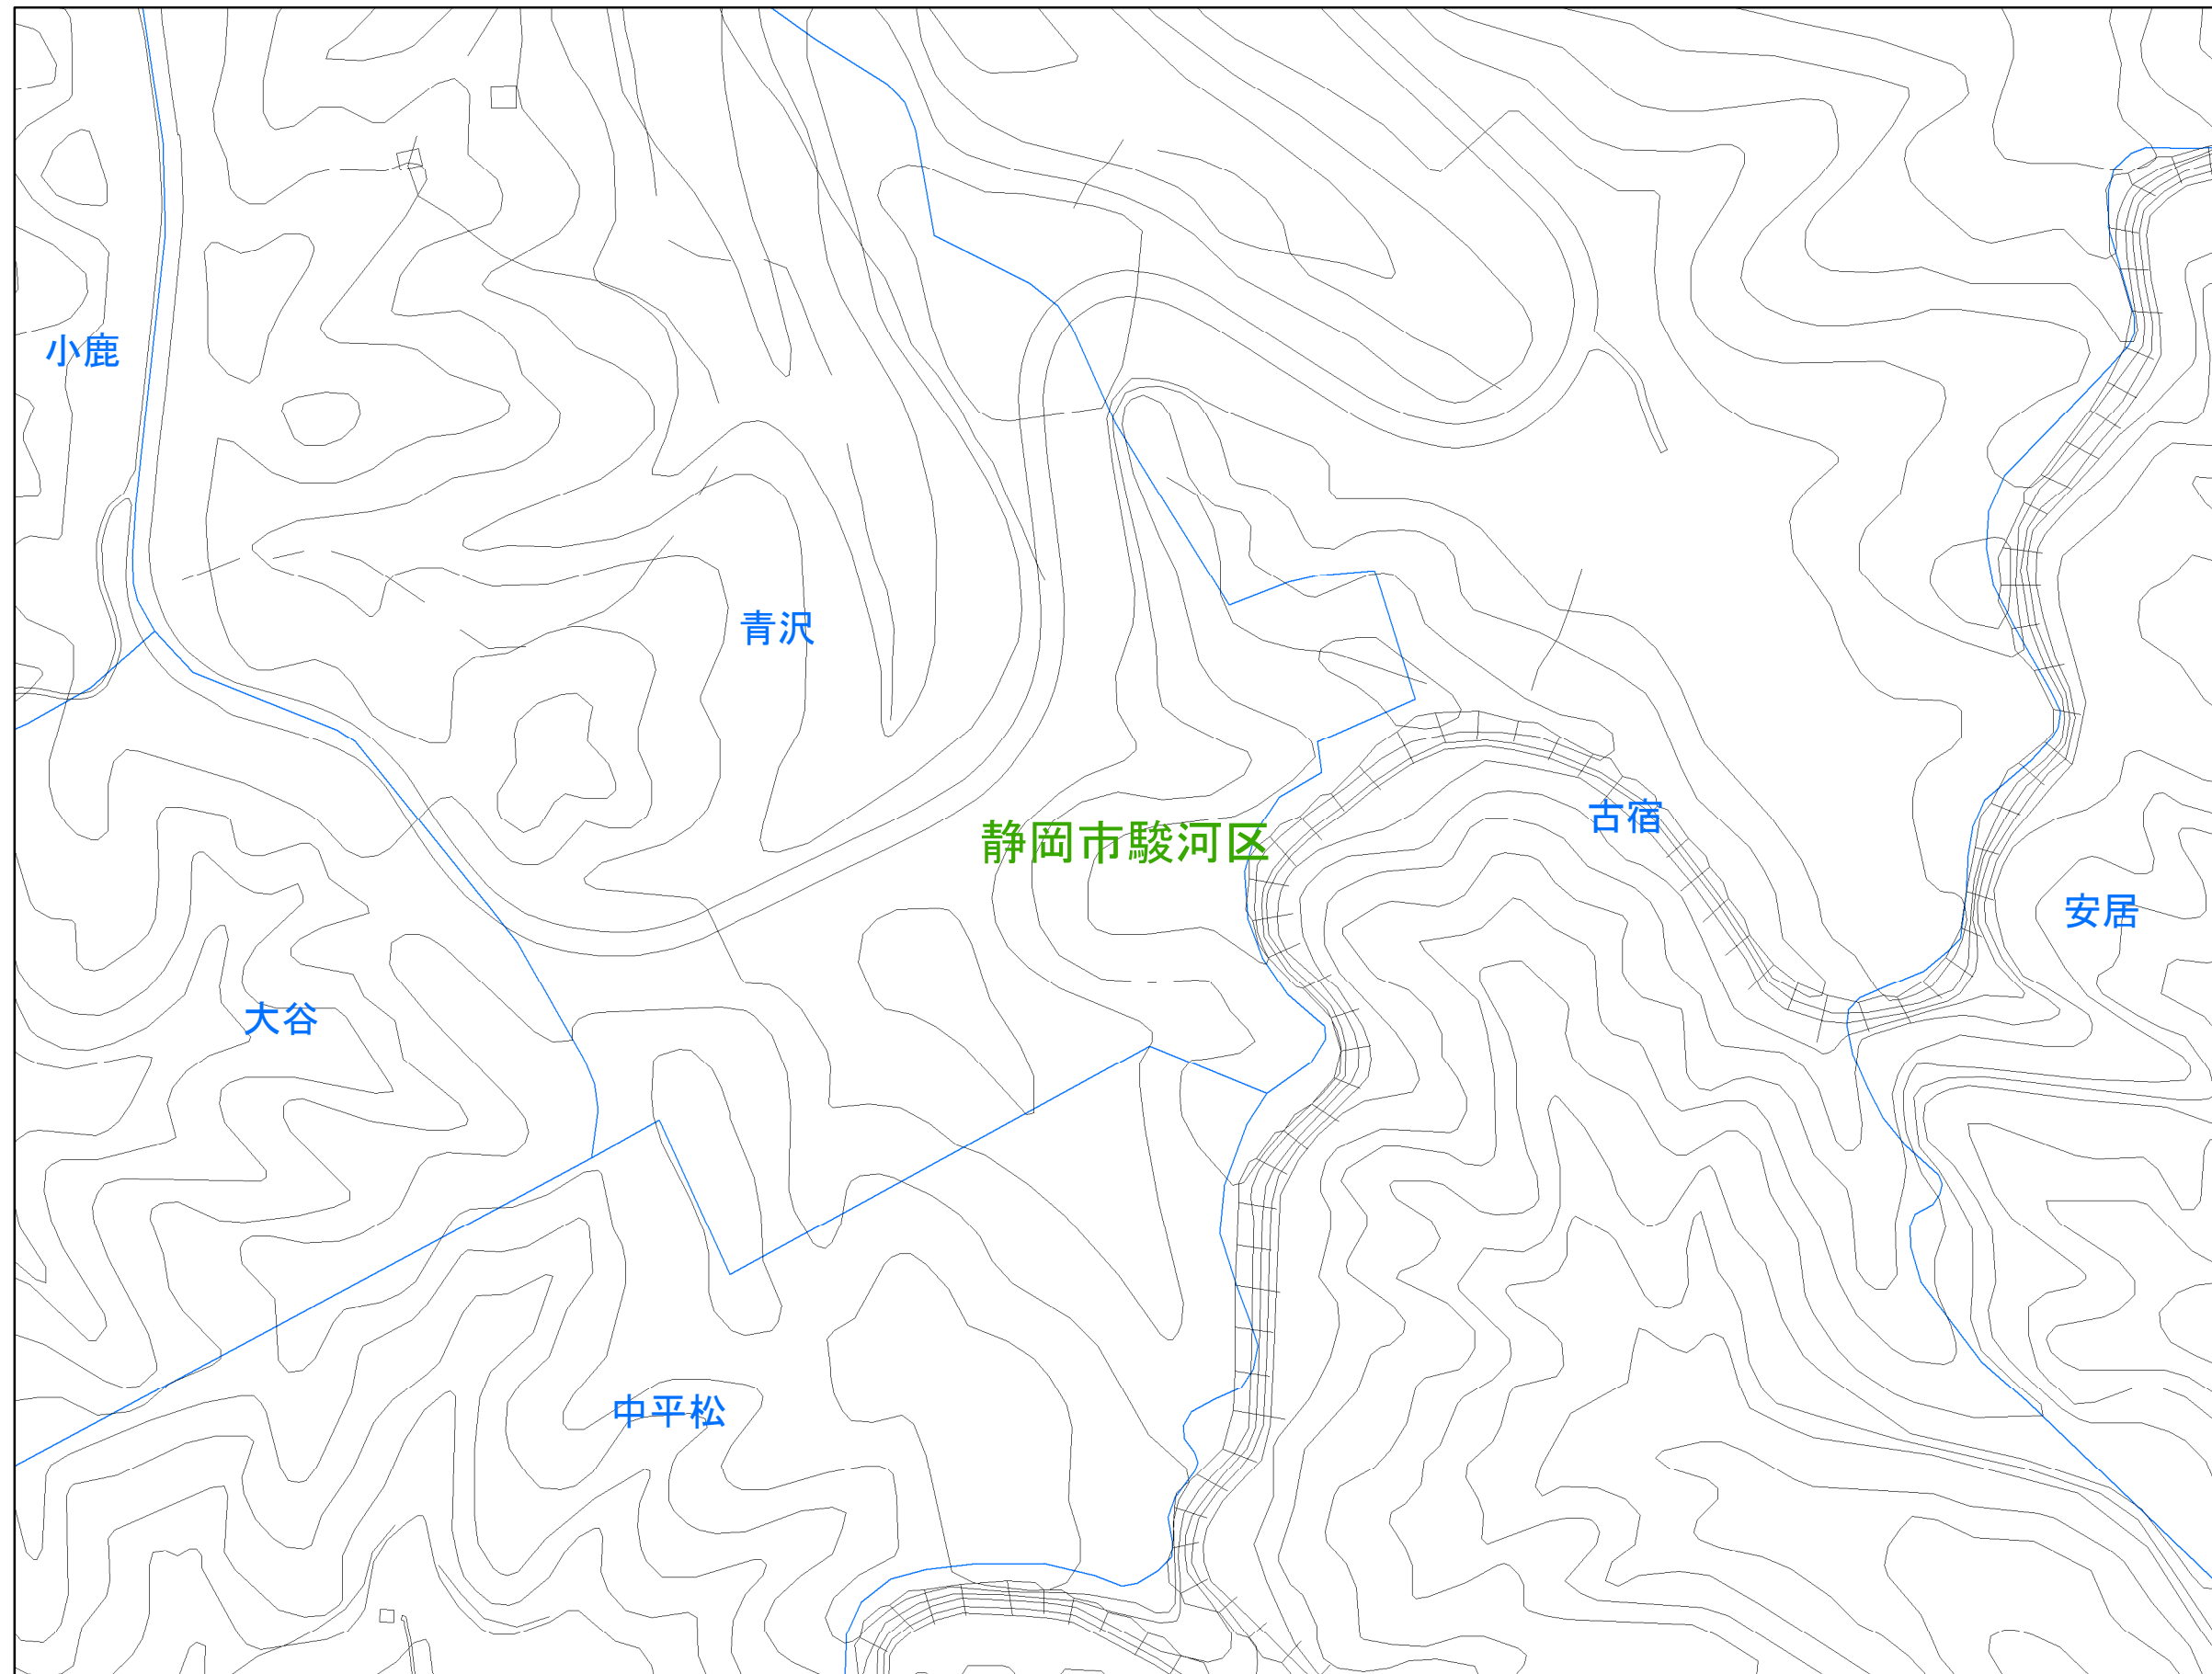 小鹿
青沢
静岡市駿河区
古宿
安居
大谷
中平松